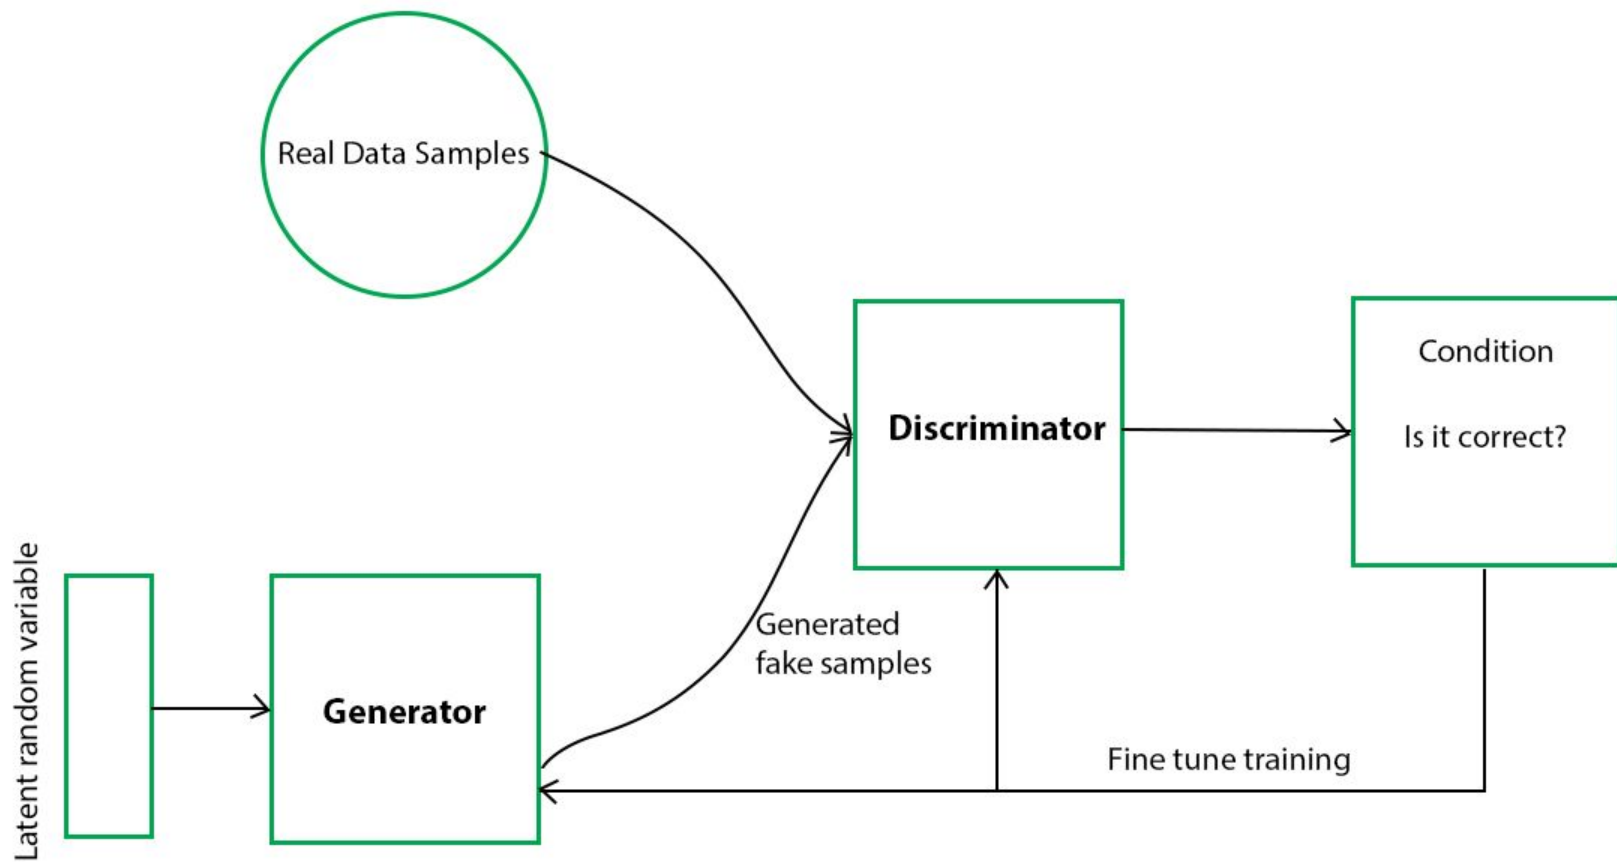 Real Data Samples
Condition
Discriminator
Is it correct?
Latent random variable
Generated
fake samples
Generator
Fine tune training